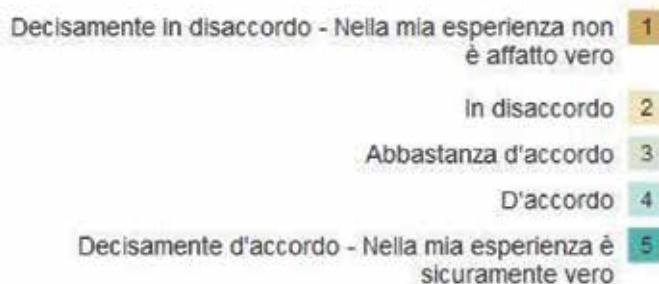 Decisamente in disaccordo - Nella mia esperienza non 1
è affatto vero
In disaccordo 2
Abbastanza d'accordo 3
D'accordo 4
Decisamente d'accordo - Nella mia esperienza è 5
sicuramente vero